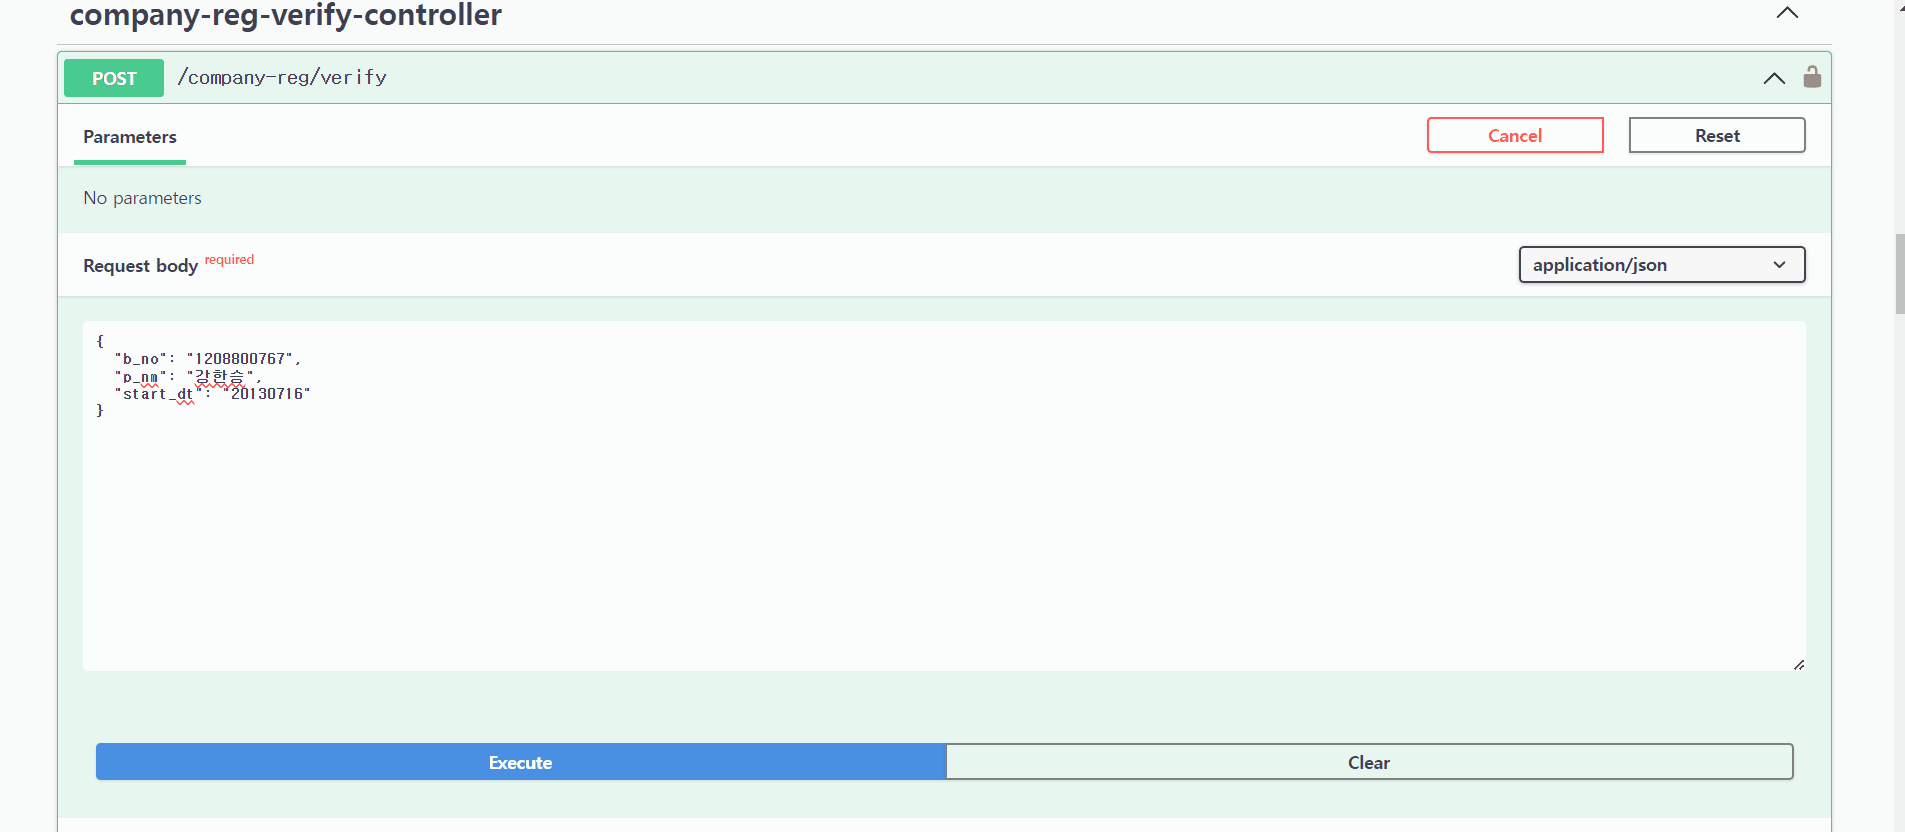 company-reg-verify-controller
POST /company-reg/verify
Parameters
Cancel
Reset
No parameters
Request body required
application/json
{
  "b_no": "1208800767",
  "p_nm": "강한승",
  "start_dt": "20130716"
}
Execute
Clear